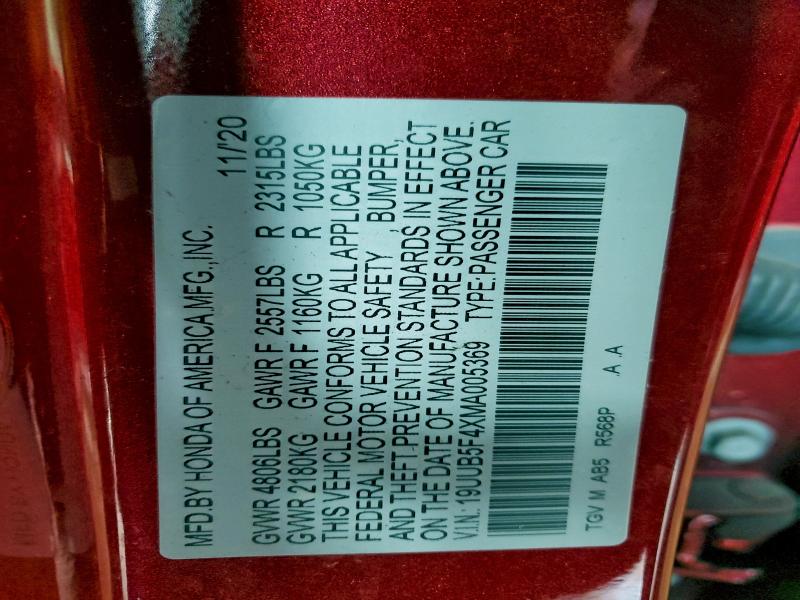 MFD.BY HONDA OF AMERICA MFG.,INC. 11/'20
GVWR 4806LBS GAWR F 2557LBS R 2315LBS
GVWR 2180KG GAWR F 1160KG R 1050KG
THIS VEHICLE CONFORMS TO ALL APPLICABLE
FEDERAL MOTOR VEHICLE SAFETY , BUMPER,
AND THEFT PREVENTION STANDARDS IN EFFECT
ON THE DATE OF MANUFACTURE SHOWN ABOVE.
V.I.N.: 19UUB5F4XMA005369 TYPE:PASSENGER CAR
TGV M AB5 R568P .A .A